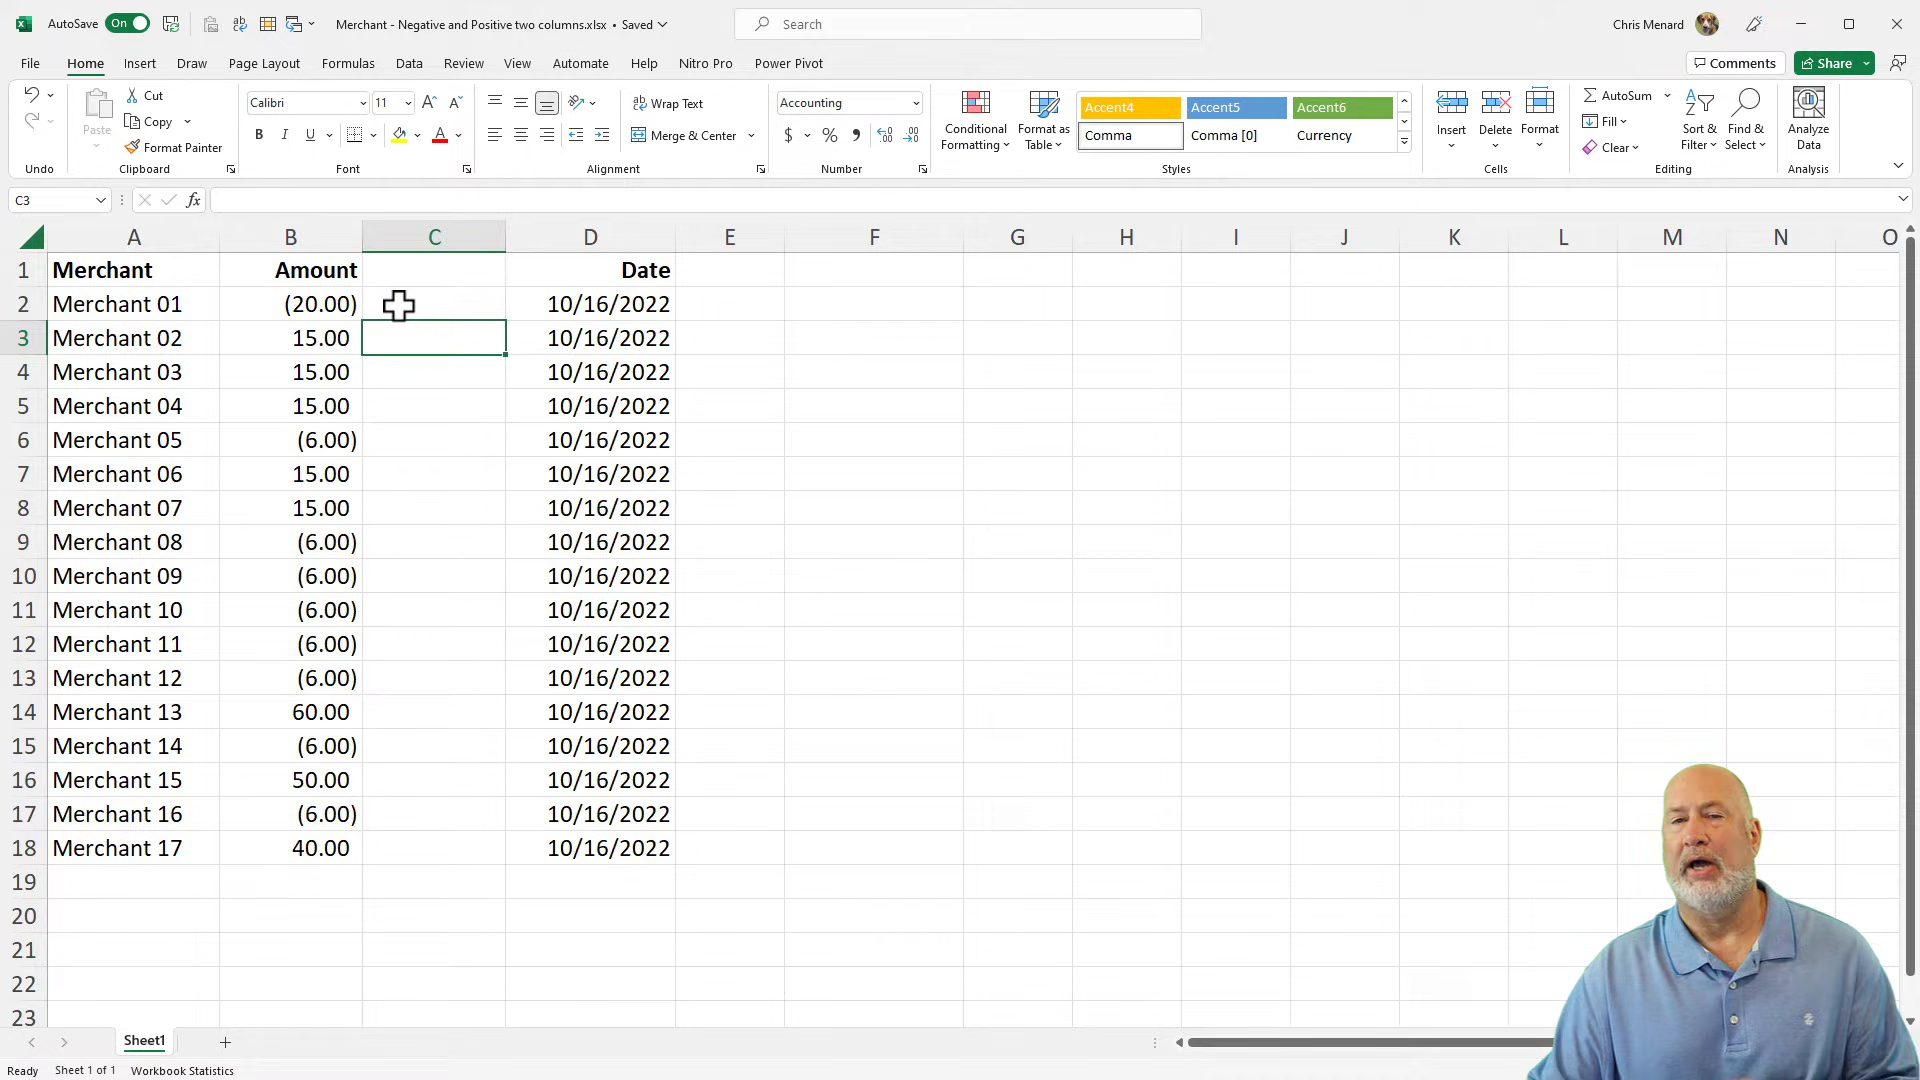 AutoSave On Merchant - Negative and Positive two columns.xlsx • Saved Search Chris Menard
File Home Insert Draw Page Layout Formulas Data Review View Automate Help Nitro Pro Power Pivot Comments Share
Cut Calibri 11 Wrap Text Accounting Accent4 Accent5 Accent6 AutoSum
Paste Copy B I U Merge & Center $ % Conditional Formatting Format as Table Comma Comma [0] Currency Insert Delete Format Fill Sort & Filter Find & Select Analyze Data
Format Painter Clear
Undo Clipboard Font Alignment Number Styles Cells Editing Analysis
C3 fx
A B C D E F G H I J K L M N O
1 Merchant Amount Date
2 Merchant 01 (20.00) 10/16/2022
3 Merchant 02 15.00 10/16/2022
4 Merchant 03 15.00 10/16/2022
5 Merchant 04 15.00 10/16/2022
6 Merchant 05 (6.00) 10/16/2022
7 Merchant 06 15.00 10/16/2022
8 Merchant 07 15.00 10/16/2022
9 Merchant 08 (6.00) 10/16/2022
10 Merchant 09 (6.00) 10/16/2022
11 Merchant 10 (6.00) 10/16/2022
12 Merchant 11 (6.00) 10/16/2022
13 Merchant 12 (6.00) 10/16/2022
14 Merchant 13 60.00 10/16/2022
15 Merchant 14 (6.00) 10/16/2022
16 Merchant 15 50.00 10/16/2022
17 Merchant 16 (6.00) 10/16/2022
18 Merchant 17 40.00 10/16/2022
19
20
21
22
23
Sheet1
Ready Sheet 1 of 1 Workbook Statistics